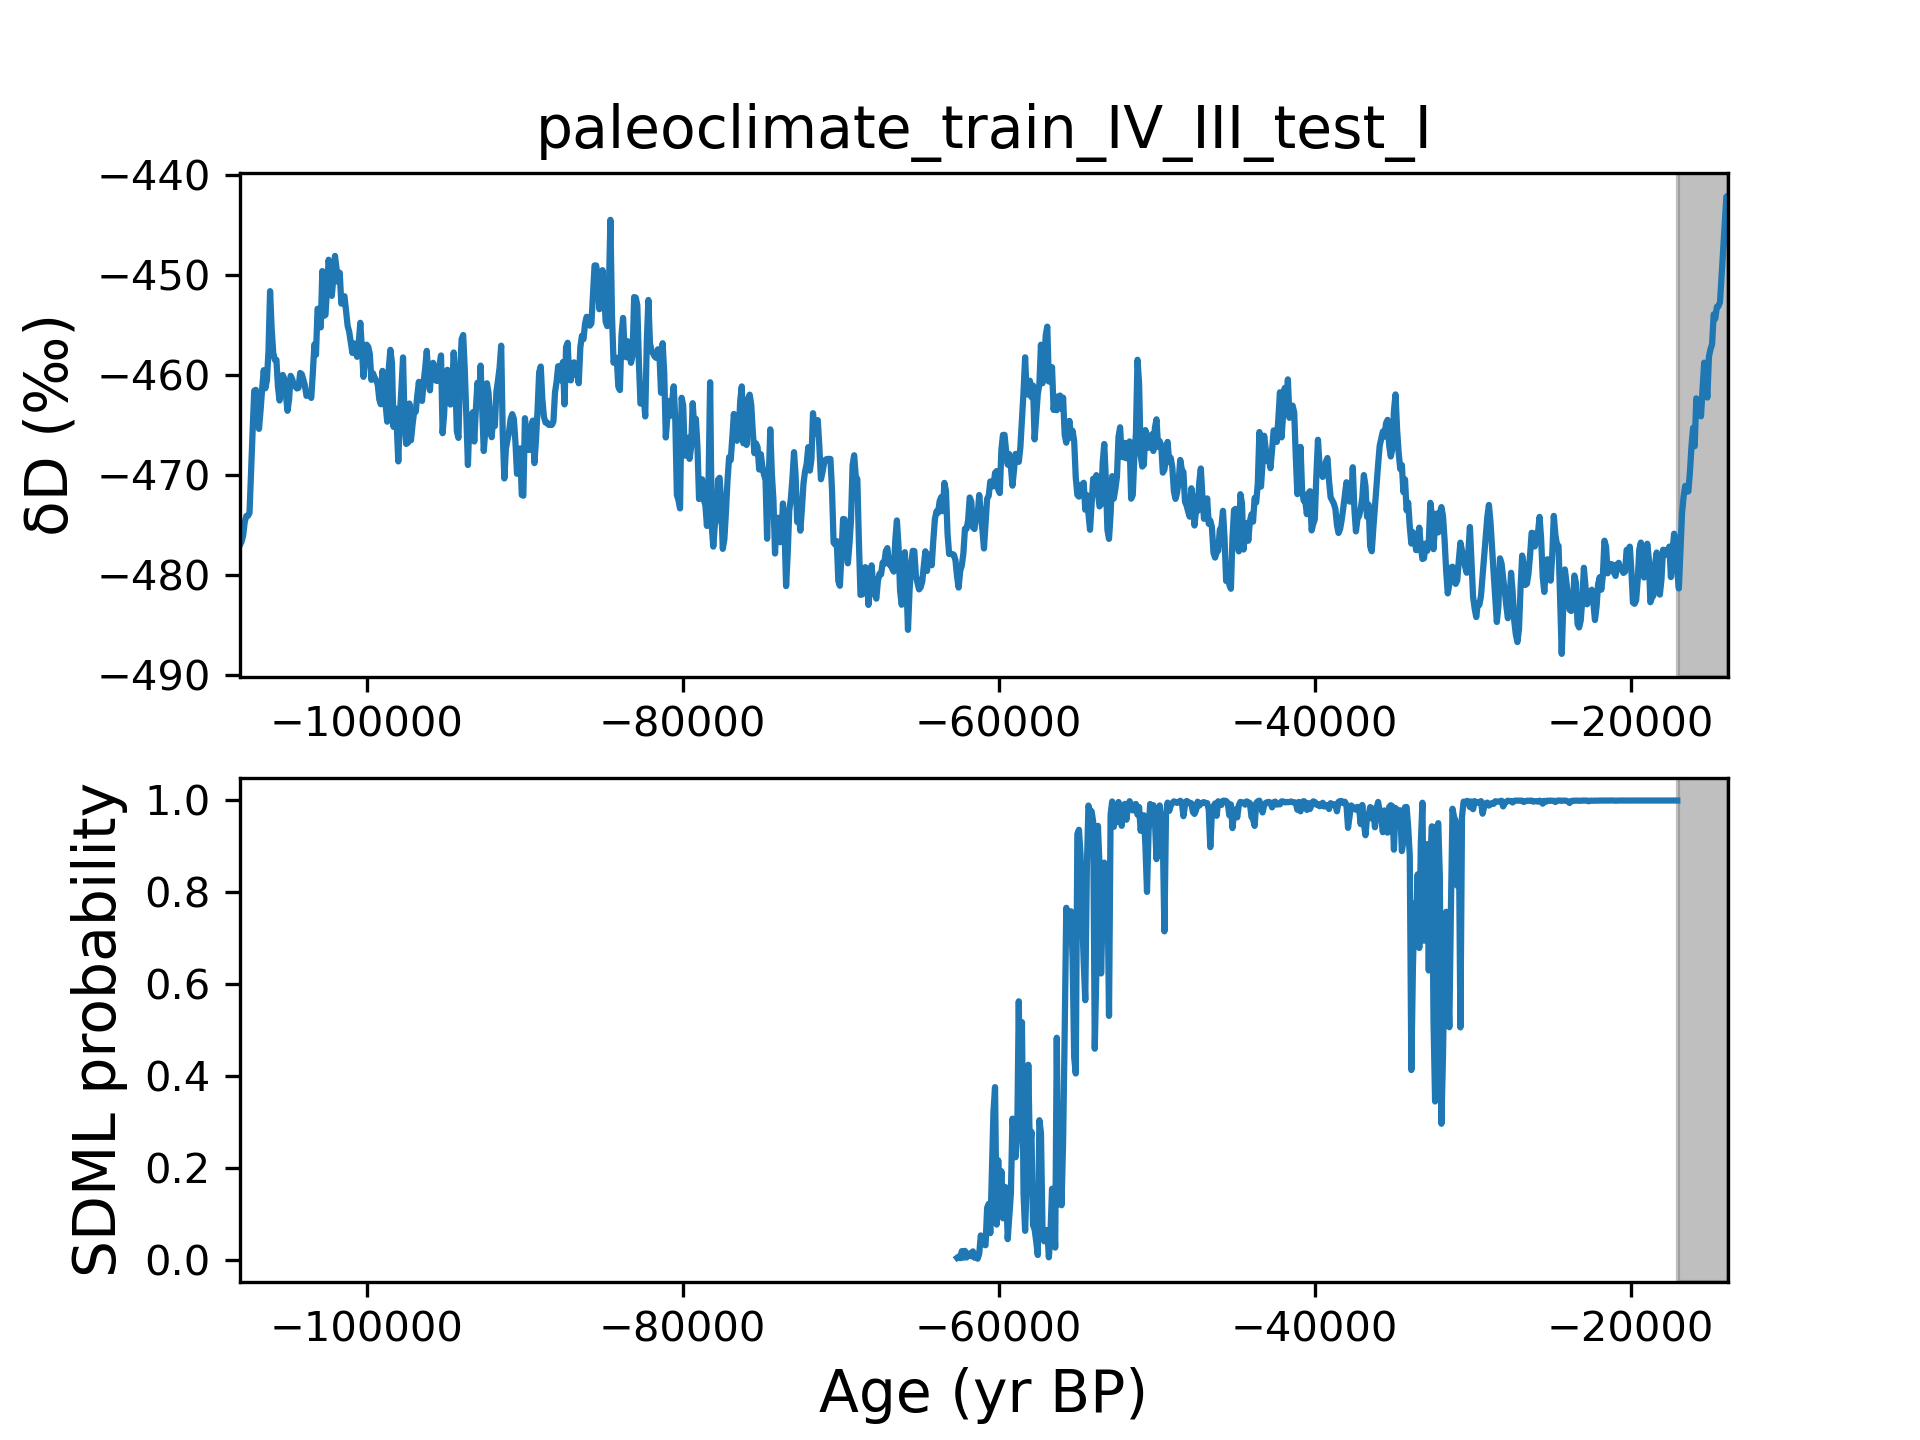 paleoclimate_train_IV_III_test_I
δD (‰)
−440
−450
−460
−470
−480
−490
−100000 −80000 −60000 −40000 −20000
SDML probability
1.0
0.8
0.6
0.4
0.2
0.0
−100000 −80000 −60000 −40000 −20000
Age (yr BP)